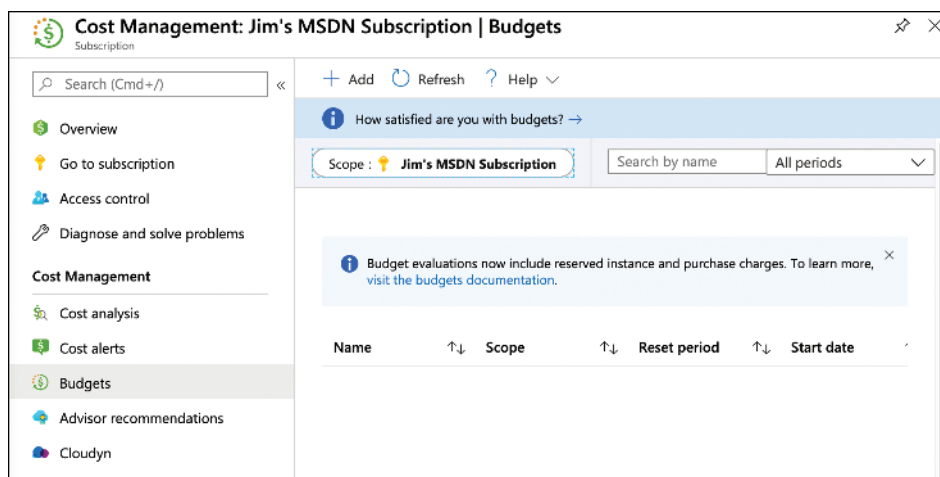 Cost Management: Jim's MSDN Subscription | Budgets
Subscription
Search (Cmd+/)
«
Overview
Go to subscription
Access control
Diagnose and solve problems
Cost Management
Cost analysis
Cost alerts
Budgets
Advisor recommendations
Cloudyn
+ Add Refresh ? Help
How satisfied are you with budgets? →
Scope : Jim's MSDN Subscription
Search by name
All periods
Budget evaluations now include reserved instance and purchase charges. To learn more,
visit the budgets documentation.
Name ↑↓ Scope ↑↓ Reset period ↑↓ Start date